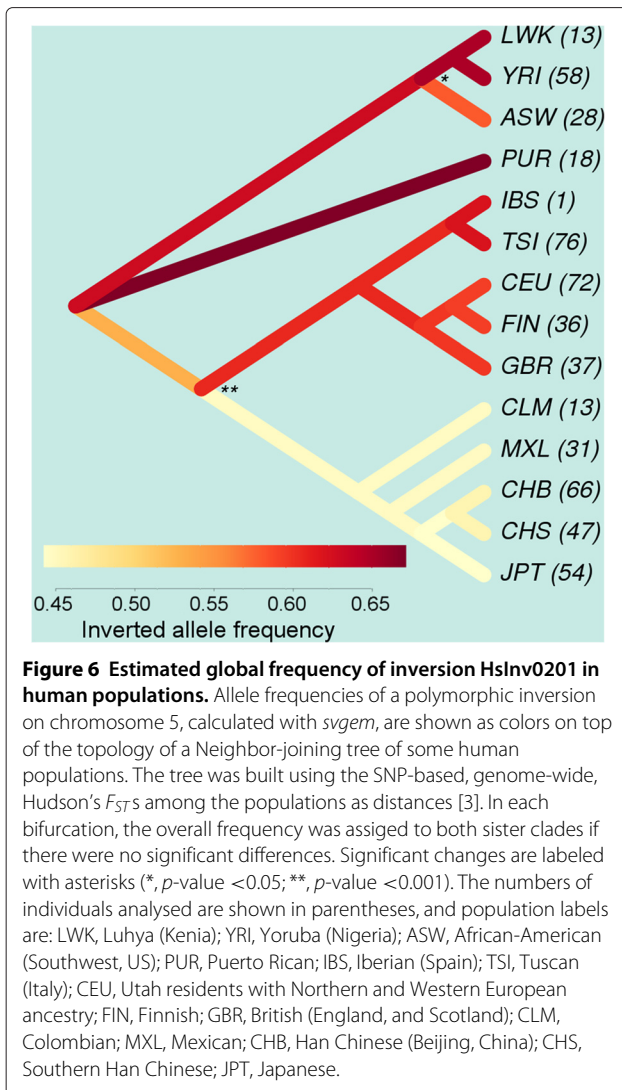 LWK (13)
YRI (58)
*
ASW (28)
PUR (18)
IBS (1)
TSI (76)
CEU (72)
FIN (36)
GBR (37)
**
CLM (13)
MXL (31)
CHB (66)
CHS (47)
JPT (54)
0.45 0.50 0.55 0.60 0.65
Inverted allele frequency
Figure 6 Estimated global frequency of inversion HsInv0201 in
human populations. Allele frequencies of a polymorphic inversion
on chromosome 5, calculated with svgem, are shown as colors on top
of the topology of a Neighbor-joining tree of some human
populations. The tree was built using the SNP-based, genome-wide,
Hudson's FSTs among the populations as distances [3]. In each
bifurcation, the overall frequency was assiged to both sister clades if
there were no significant differences. Significant changes are labeled
with asterisks (*, p-value <0.05; **, p-value <0.001). The numbers of
individuals analysed are shown in parentheses, and population labels
are: LWK, Luhya (Kenia); YRI, Yoruba (Nigeria); ASW, African-American
(Southwest, US); PUR, Puerto Rican; IBS, Iberian (Spain); TSI, Tuscan
(Italy); CEU, Utah residents with Northern and Western European
ancestry; FIN, Finnish; GBR, British (England, and Scotland); CLM,
Colombian; MXL, Mexican; CHB, Han Chinese (Beijing, China); CHS,
Southern Han Chinese; JPT, Japanese.